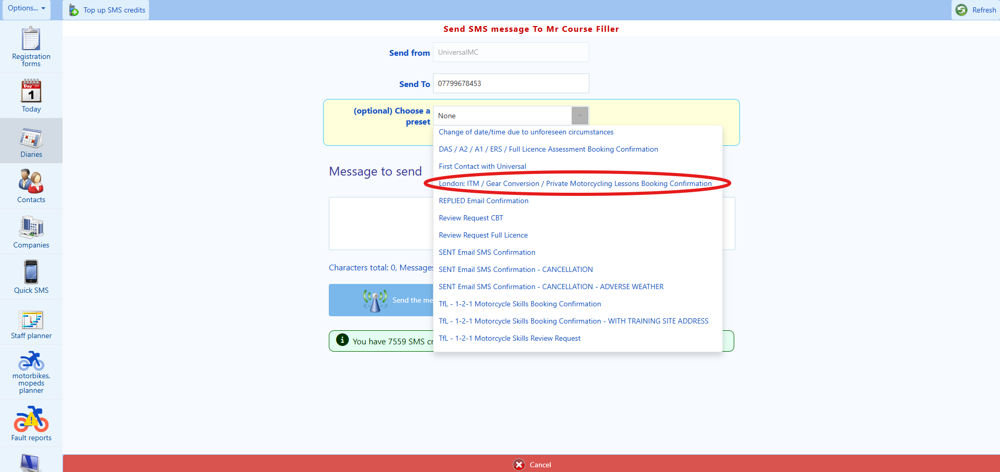 Options...
Top up SMS credits
Refresh
Send SMS message To Mr Course Filler
Registration
forms
Day
1
Today
Diaries
Contacts
Companies
Quick SMS
Staff planner
motorbikes,
mopeds
planner
Fault reports
Send from
UniversalMC
Send To
07799678453
(optional) Choose a
preset
None
Change of date/time due to unforeseen circumstances
DAS / A2 / A1 / ERS / Full Licence Assessment Booking Confirmation
First Contact with Universal
London: ITM / Gear Conversion / Private Motorcycling Lessons Booking Confirmation
REPLIED Email Confirmation
Review Request CBT
Review Request Full Licence
SENT Email SMS Confirmation
SENT Email SMS Confirmation - CANCELLATION
SENT Email SMS Confirmation - CANCELLATION - ADVERSE WEATHER
TfL - 1-2-1 Motorcycle Skills Booking Confirmation
TfL - 1-2-1 Motorcycle Skills Booking Confirmation - WITH TRAINING SITE ADDRESS
TfL - 1-2-1 Motorcycle Skills Review Request
Message to send
Characters total: 0, Messages
Send the me
You have 7559 SMS cr
Cancel